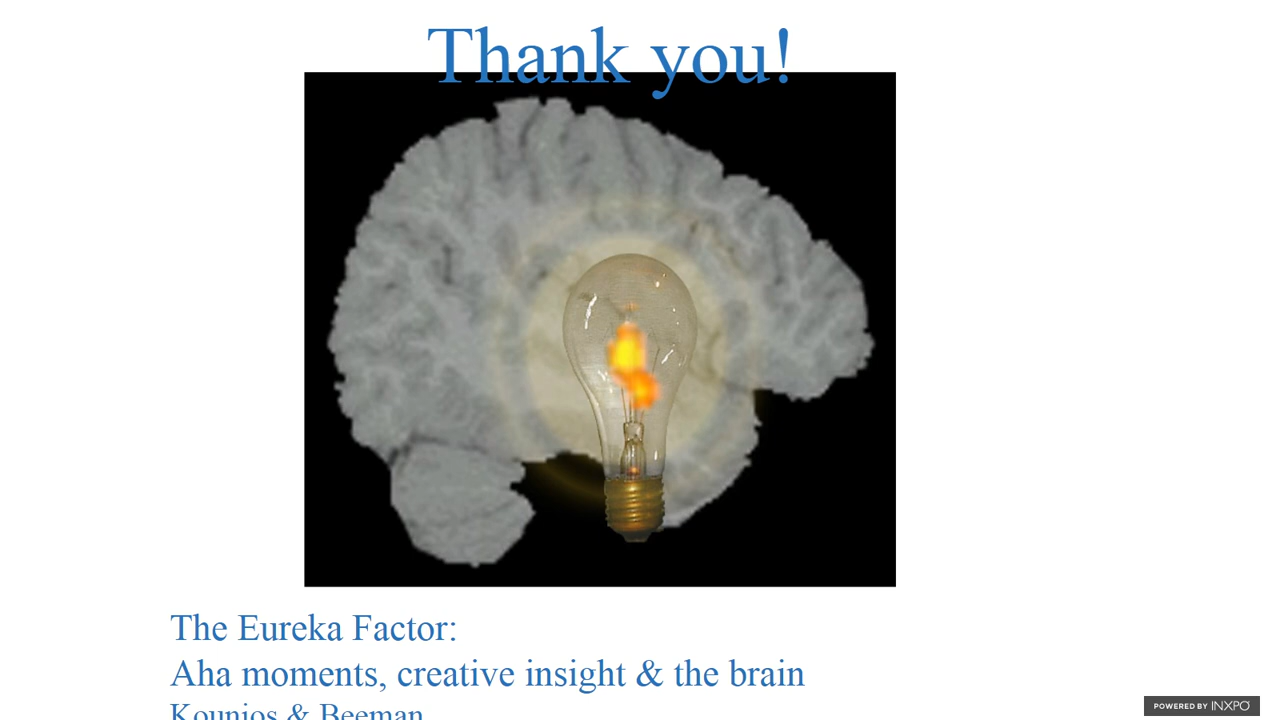 Thank you!
The Eureka Factor:
Aha moments, creative insight & the brain
Kounios & Beeman
POWERED BY INXPO